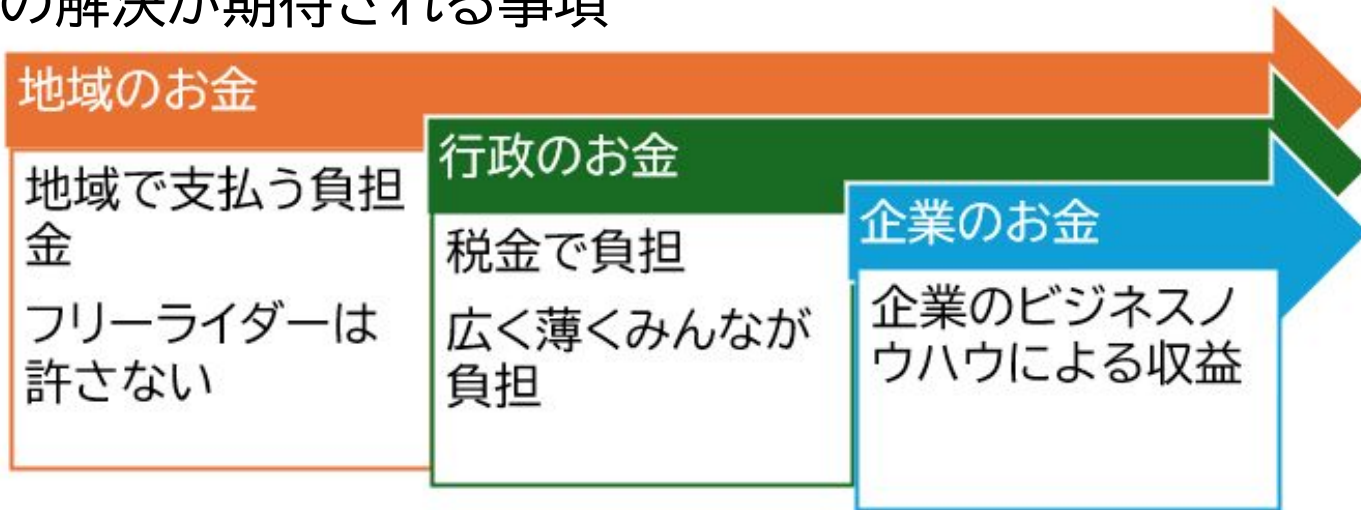 の解決が期待される事項
地域のお金
地域で支払う負担
金
フリーライダーは
許さない
行政のお金
税金で負担
広く薄くみんなが
負担
企業のお金
企業のビジネスノ
ウハウによる収益